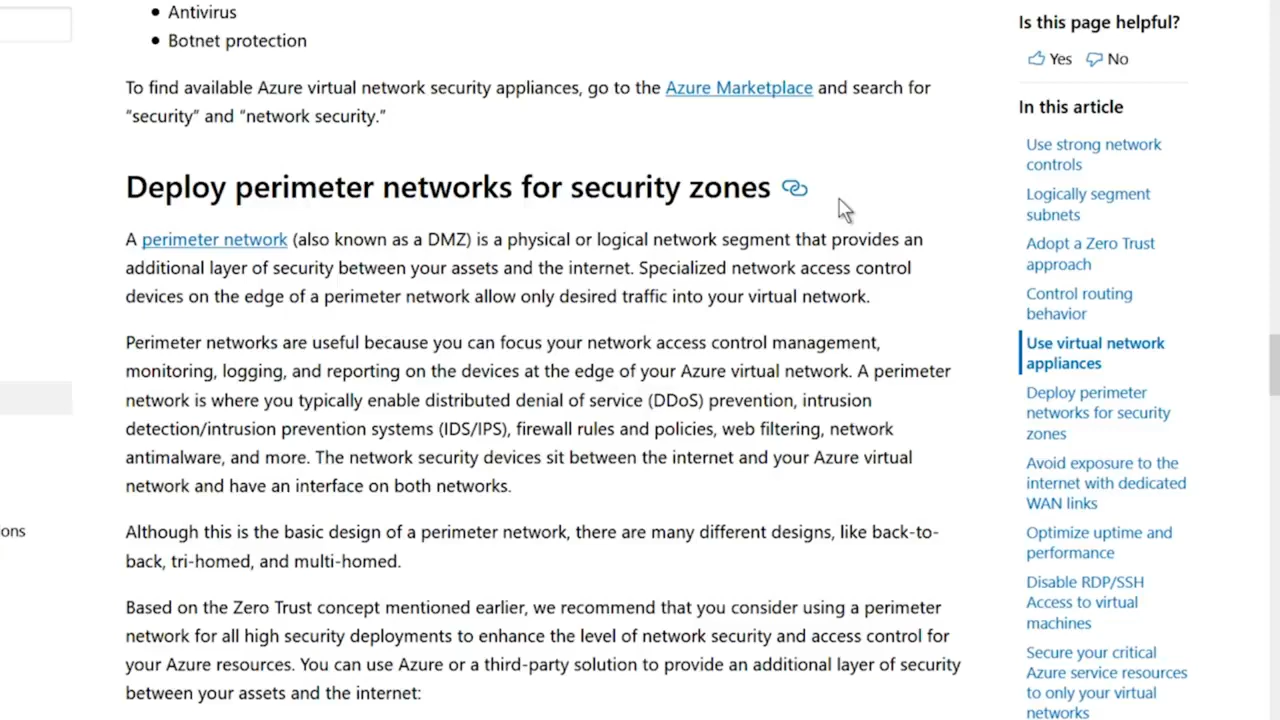 Antivirus
Botnet protection
To find available Azure virtual network security appliances, go to the Azure Marketplace and search for
“security” and “network security.”
Deploy perimeter networks for security zones
A perimeter network (also known as a DMZ) is a physical or logical network segment that provides an
additional layer of security between your assets and the internet. Specialized network access control
devices on the edge of a perimeter network allow only desired traffic into your virtual network.
Perimeter networks are useful because you can focus your network access control management,
monitoring, logging, and reporting on the devices at the edge of your Azure virtual network. A perimeter
network is where you typically enable distributed denial of service (DDoS) prevention, intrusion
detection/intrusion prevention systems (IDS/IPS), firewall rules and policies, web filtering, network
antimalware, and more. The network security devices sit between the internet and your Azure virtual
network and have an interface on both networks.
Although this is the basic design of a perimeter network, there are many different designs, like back-to-
back, tri-homed, and multi-homed.
Based on the Zero Trust concept mentioned earlier, we recommend that you consider using a perimeter
network for all high security deployments to enhance the level of network security and access control for
your Azure resources. You can use Azure or a third-party solution to provide an additional layer of security
between your assets and the internet:
ions
Is this page helpful?
Yes No
In this article
Use strong network
controls
Logically segment
subnets
Adopt a Zero Trust
approach
Control routing
behavior
Use virtual network
appliances
Deploy perimeter
networks for security
zones
Avoid exposure to the
internet with dedicated
WAN links
Optimize uptime and
performance
Disable RDP/SSH
Access to virtual
machines
Secure your critical
Azure service resources
to only your virtual
networks